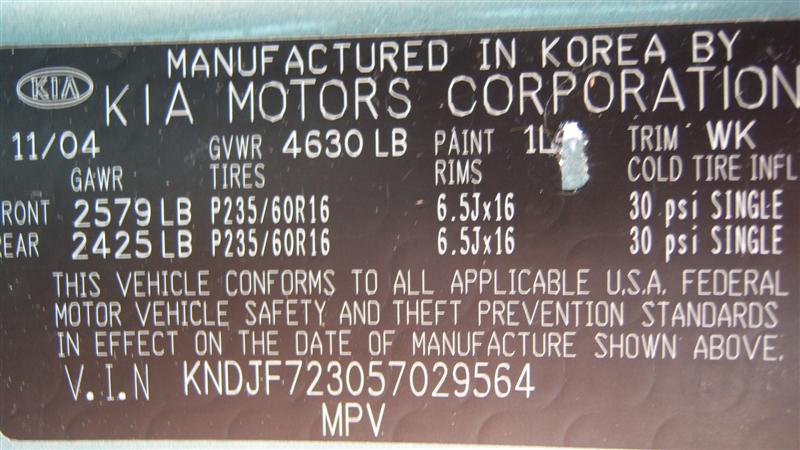 MANUFACTURED IN KOREA BY
KIA KIA MOTORS CORPORATION
11/04 GVWR 4630 LB PAINT TRIM WK
GAWR TIRES RIMS COLD TIRE INFL
FRONT 2579 LB P235/60R16 6.5Jx16 30 psi SINGLE
REAR 2425 LB P235/60R16 6.5Jx16 30 psi SINGLE
THIS VEHICLE CONFORMS TO ALL APPLICABLE U.S.A. FEDERAL
MOTOR VEHICLE SAFETY AND THEFT PREVENTION STANDARDS
IN EFFECT ON THE DATE OF MANUFACTURE SHOWN ABOVE.
V.I.N KNDJF723057029564
MPV